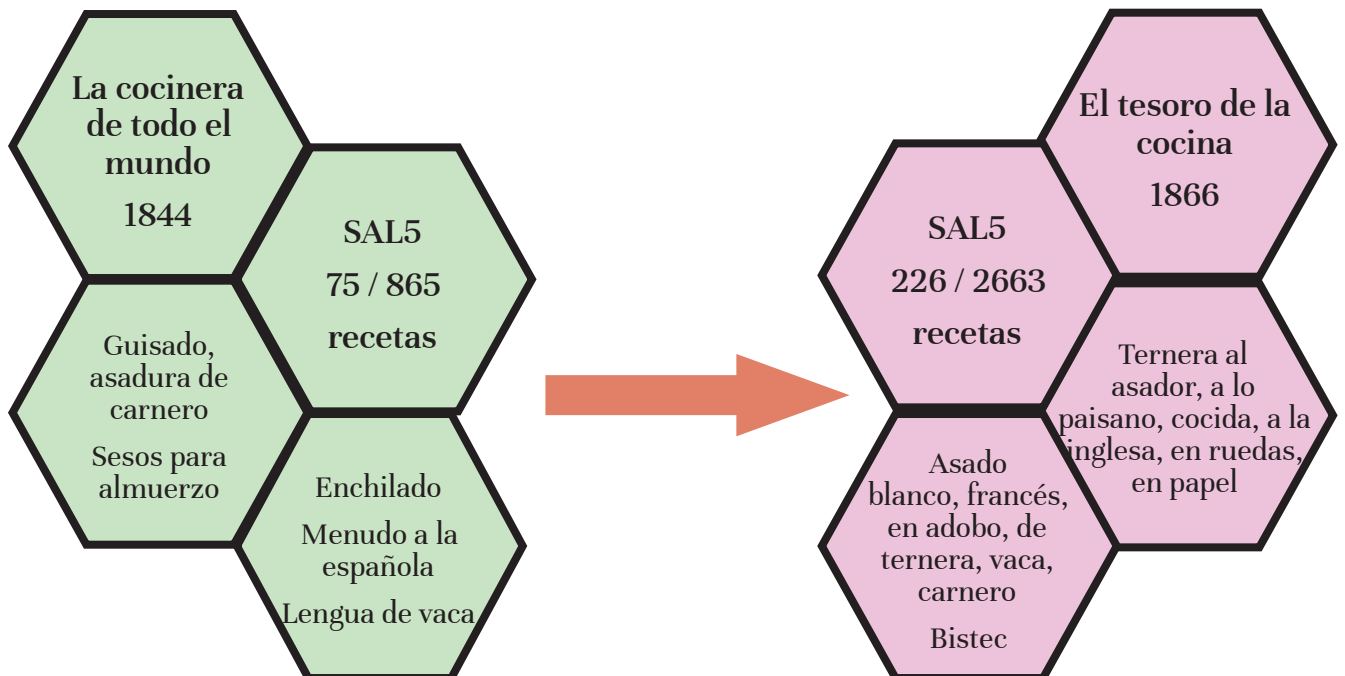 La cocinera
de todo el
mundo
1844
SAL5
75 / 865
recetas
Guisado,
asadura de
carnero
Sesos para
almuerzo
Enchilado
Menudo a la
española
Lengua de vaca
El tesoro de la
cocina
1866
SAL5
226 / 2663
recetas
Ternera al
asador, a lo
paisano, cocida, a la
inglesa, en ruedas,
en papel
Asado
blanco, francés,
en adobo, de
ternera, vaca,
carnero
Bistec